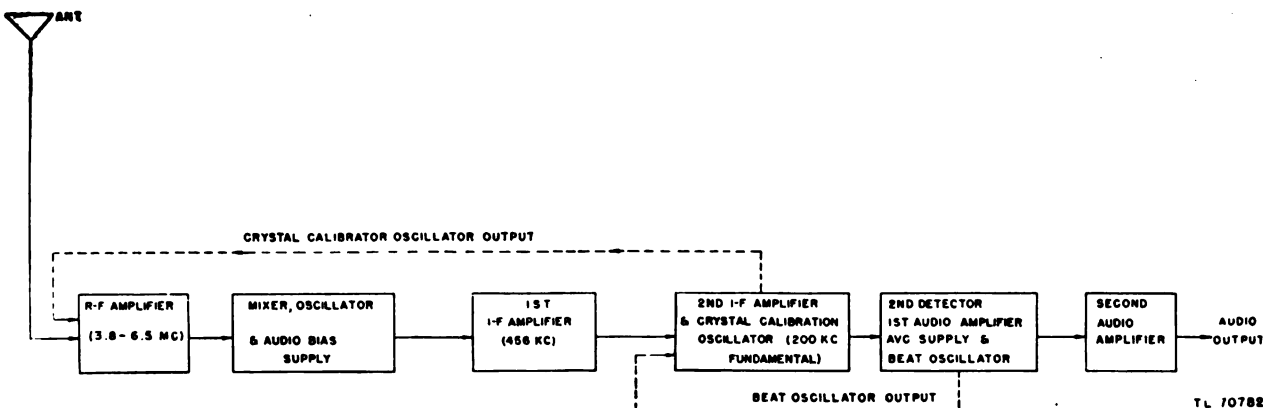 ANT
CRYSTAL CALIBRATOR OSCILLATOR OUTPUT
R-F AMPLIFIER
(3.8 - 6.5 MC)
MIXER, OSCILLATOR
& AUDIO BIAS
SUPPLY
1ST
I-F AMPLIFIER
(456 KC)
2ND I-F AMPLIFIER
& CRYSTAL CALIBRATION
OSCILLATOR (200 KC
FUNDAMENTAL)
2ND DETECTOR
1ST AUDIO AMPLIFIER
AVC SUPPLY &
BEAT OSCILLATOR
SECOND
AUDIO
AMPLIFIER
AUDIO
OUTPUT
BEAT OSCILLATOR OUTPUT
TL 10782